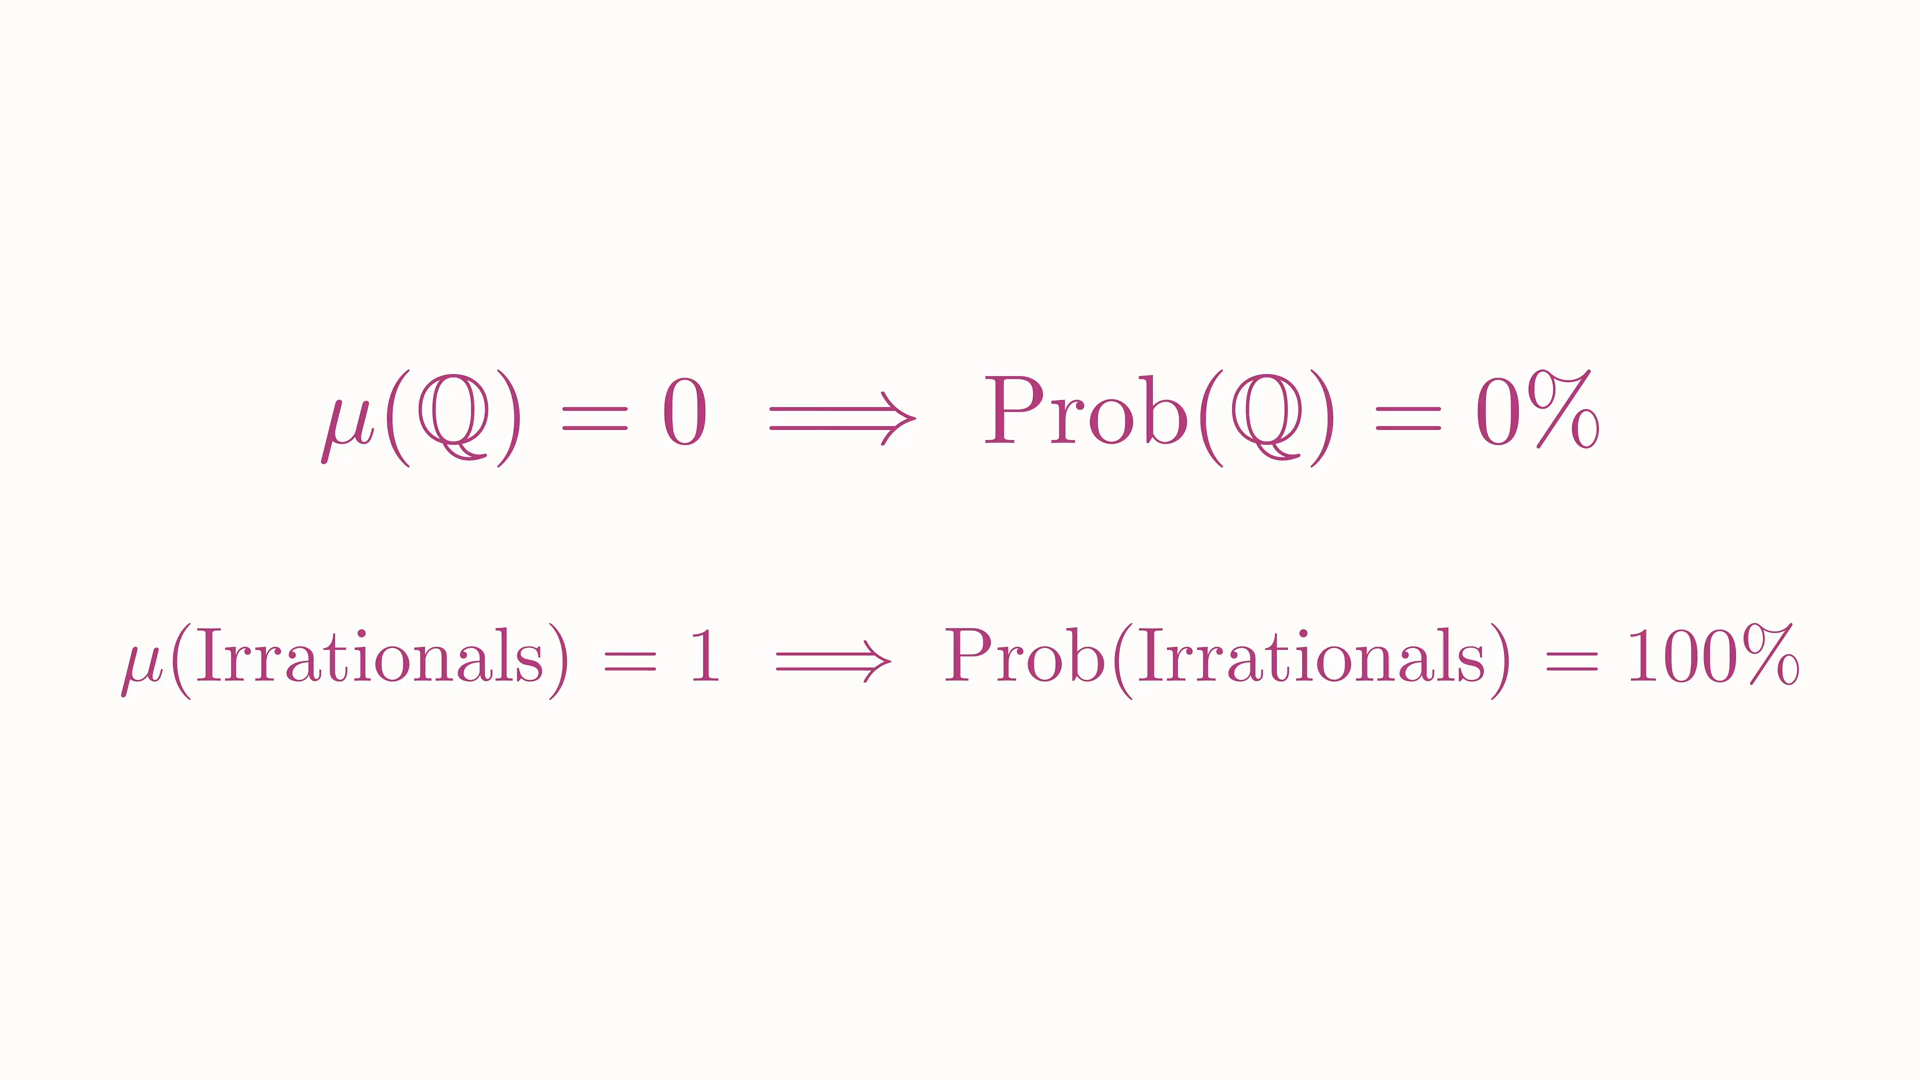 μ(ℚ) = 0 ⟹ Prob(ℚ) = 0%
μ(Irrationals) = 1 ⟹ Prob(Irrationals) = 100%